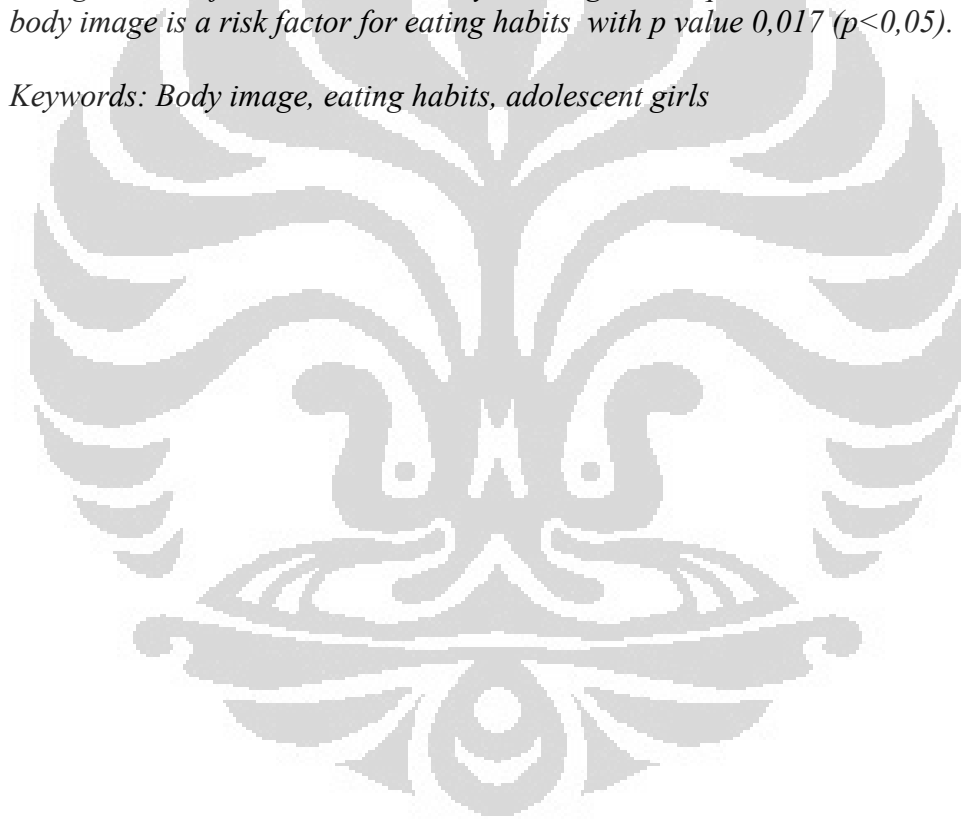 body image is a risk factor for eating habits with p value 0,017 (p<0,05).
Keywords: Body image, eating habits, adolescent girls